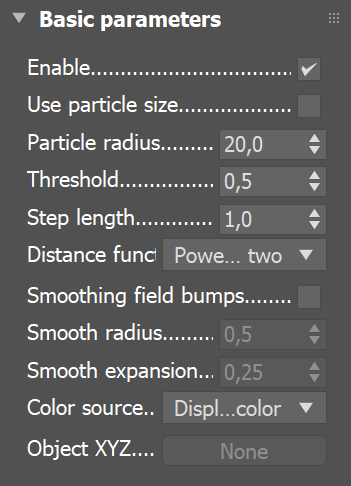 Basic parameters
Enable...............................
Use particle size...............
Particle radius......... 20,0
Threshold................ 0,5
Step length............. 1,0
Distance funct Powe... two
Smoothing field bumps........
Smooth radius......... 0,5
Smooth expansion... 0,25
Color source.. Displ...color
Object XYZ.... None